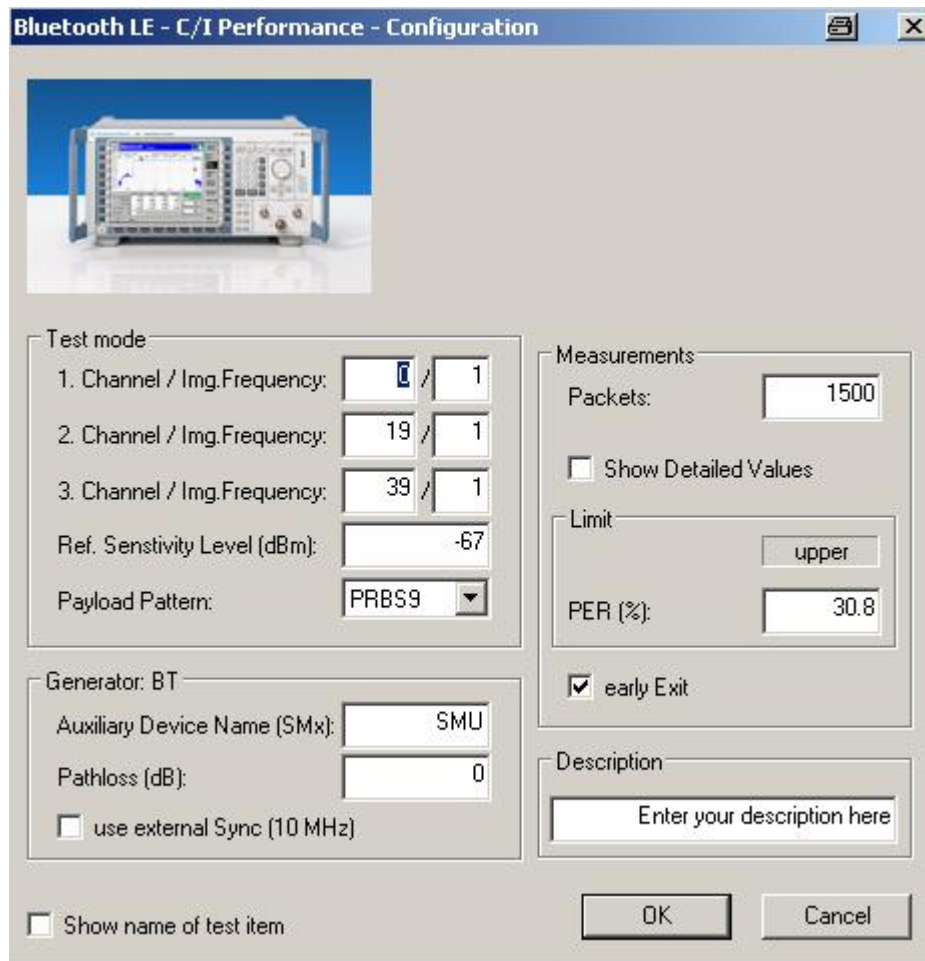 Bluetooth LE - C/I Performance - Configuration
Test mode
1. Channel / Img.Frequency: 0 / 1
2. Channel / Img.Frequency: 19 / 1
3. Channel / Img.Frequency: 39 / 1
Ref. Senstivity Level (dBm): -67
Payload Pattern: PRBS9
Generator: BT
Auxiliary Device Name (SMx): SMU
Pathloss (dB): 0
use external Sync (10 MHz)
Show name of test item
Measurements
Packets: 1500
Show Detailed Values
Limit
upper
PER (%): 30.8
early Exit
Description
Enter your description here
OK
Cancel